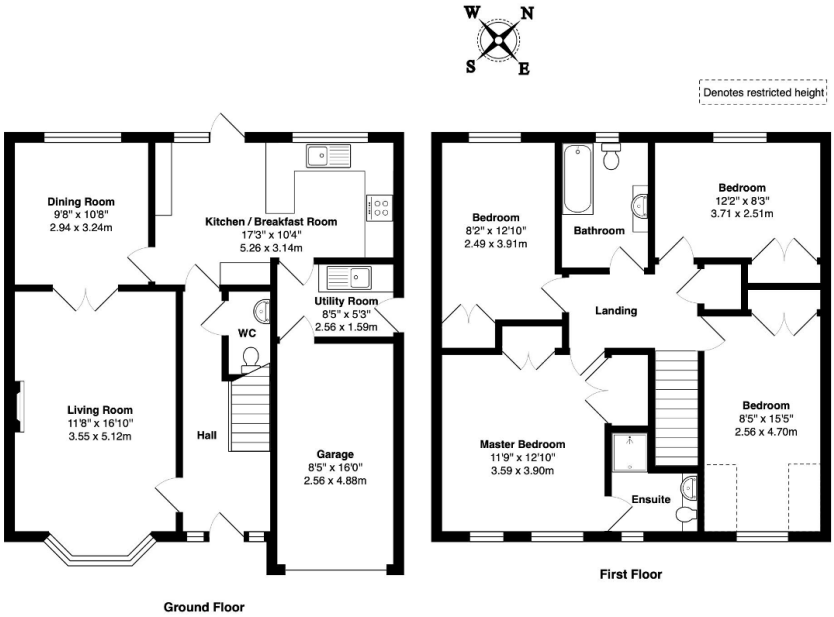 W N
S E
Denotes restricted height
Dining Room
9'8" x 10'8"
2.94 x 3.24m
Kitchen / Breakfast Room
17'3" x 10'4"
5.26 x 3.14m
Utility Room
8'5" x 5'3"
2.56 x 1.59m
WC
Living Room
11'8" x 16'10"
3.55 x 5.12m
Hall
Garage
8'5" x 16'0"
2.56 x 4.88m
Ground Floor
Bedroom
8'2" x 12'10"
2.49 x 3.91m
Bathroom
Bedroom
12'2" x 8'3"
3.71 x 2.51m
Landing
Master Bedroom
11'9" x 12'10"
3.59 x 3.90m
Bedroom
8'5" x 15'5"
2.56 x 4.70m
Ensuite
First Floor